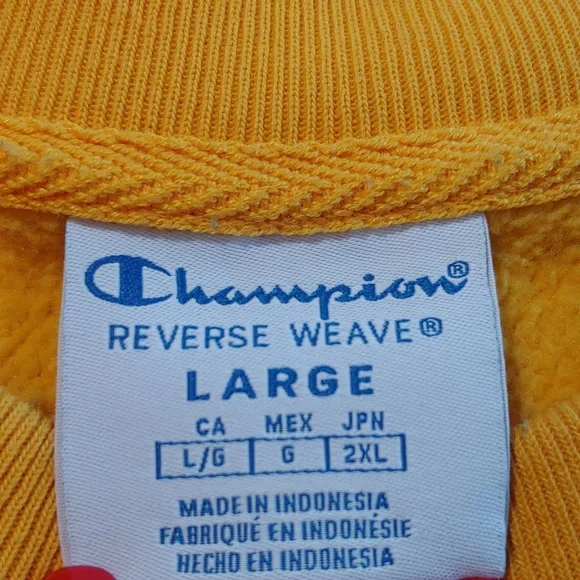 Champion®
REVERSE WEAVE®
LARGE
CA MEX JPN
L/G G 2XL
MADE IN INDONESIA
FABRIQUÉ EN INDONÉSIE
HECHO EN INDONESIA